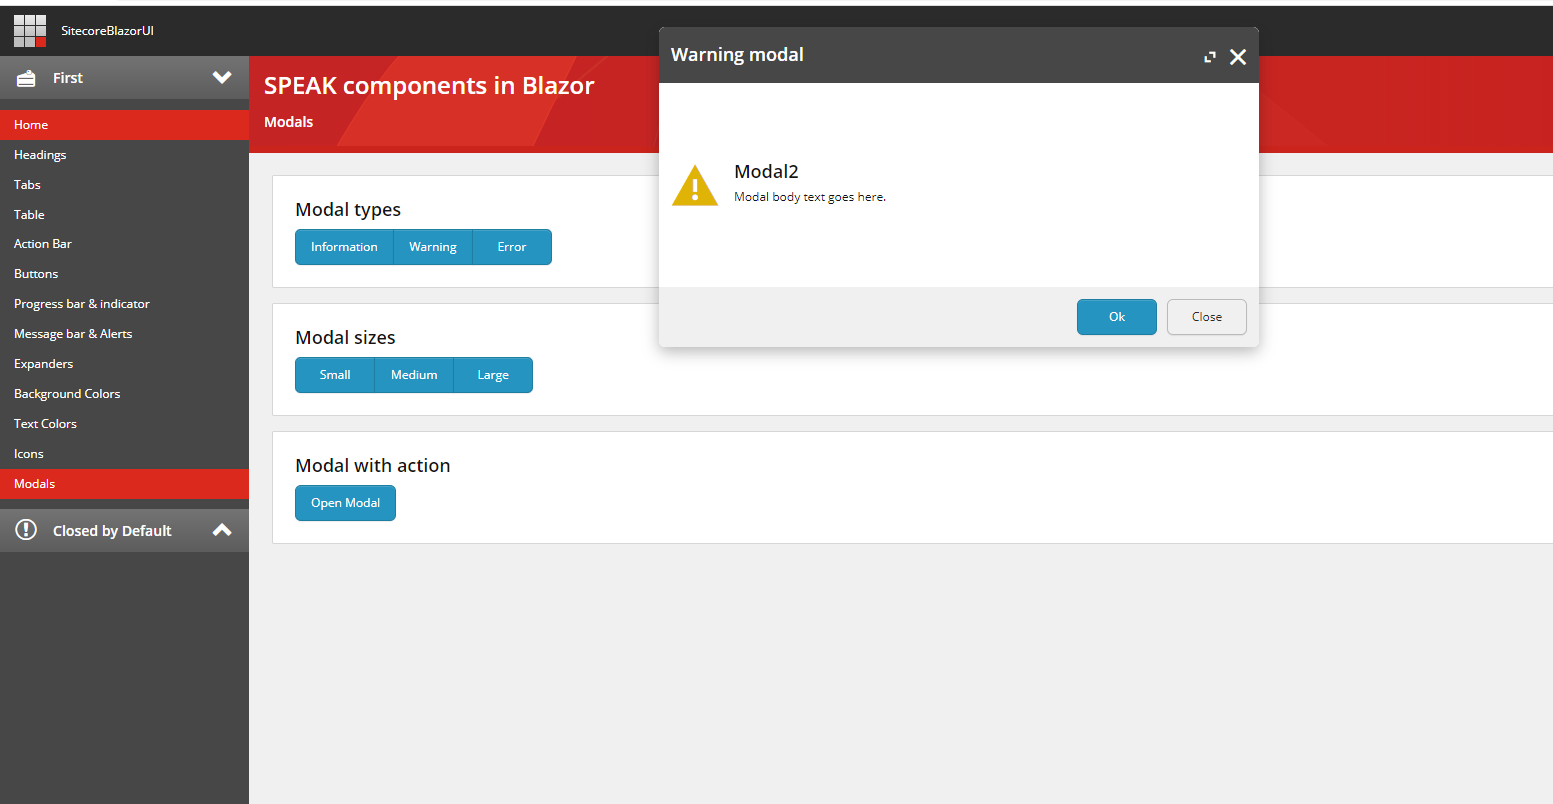 SitecoreBlazorUI
First
Home
Headings
Tabs
Table
Action Bar
Buttons
Progress bar & indicator
Message bar & Alerts
Expanders
Background Colors
Text Colors
Icons
Modals
Closed by Default
SPEAK components in Blazor
Modals
Modal types
Information Warning Error
Modal sizes
Small Medium Large
Modal with action
Open Modal
Warning modal
Modal2
Modal body text goes here.
Ok Close